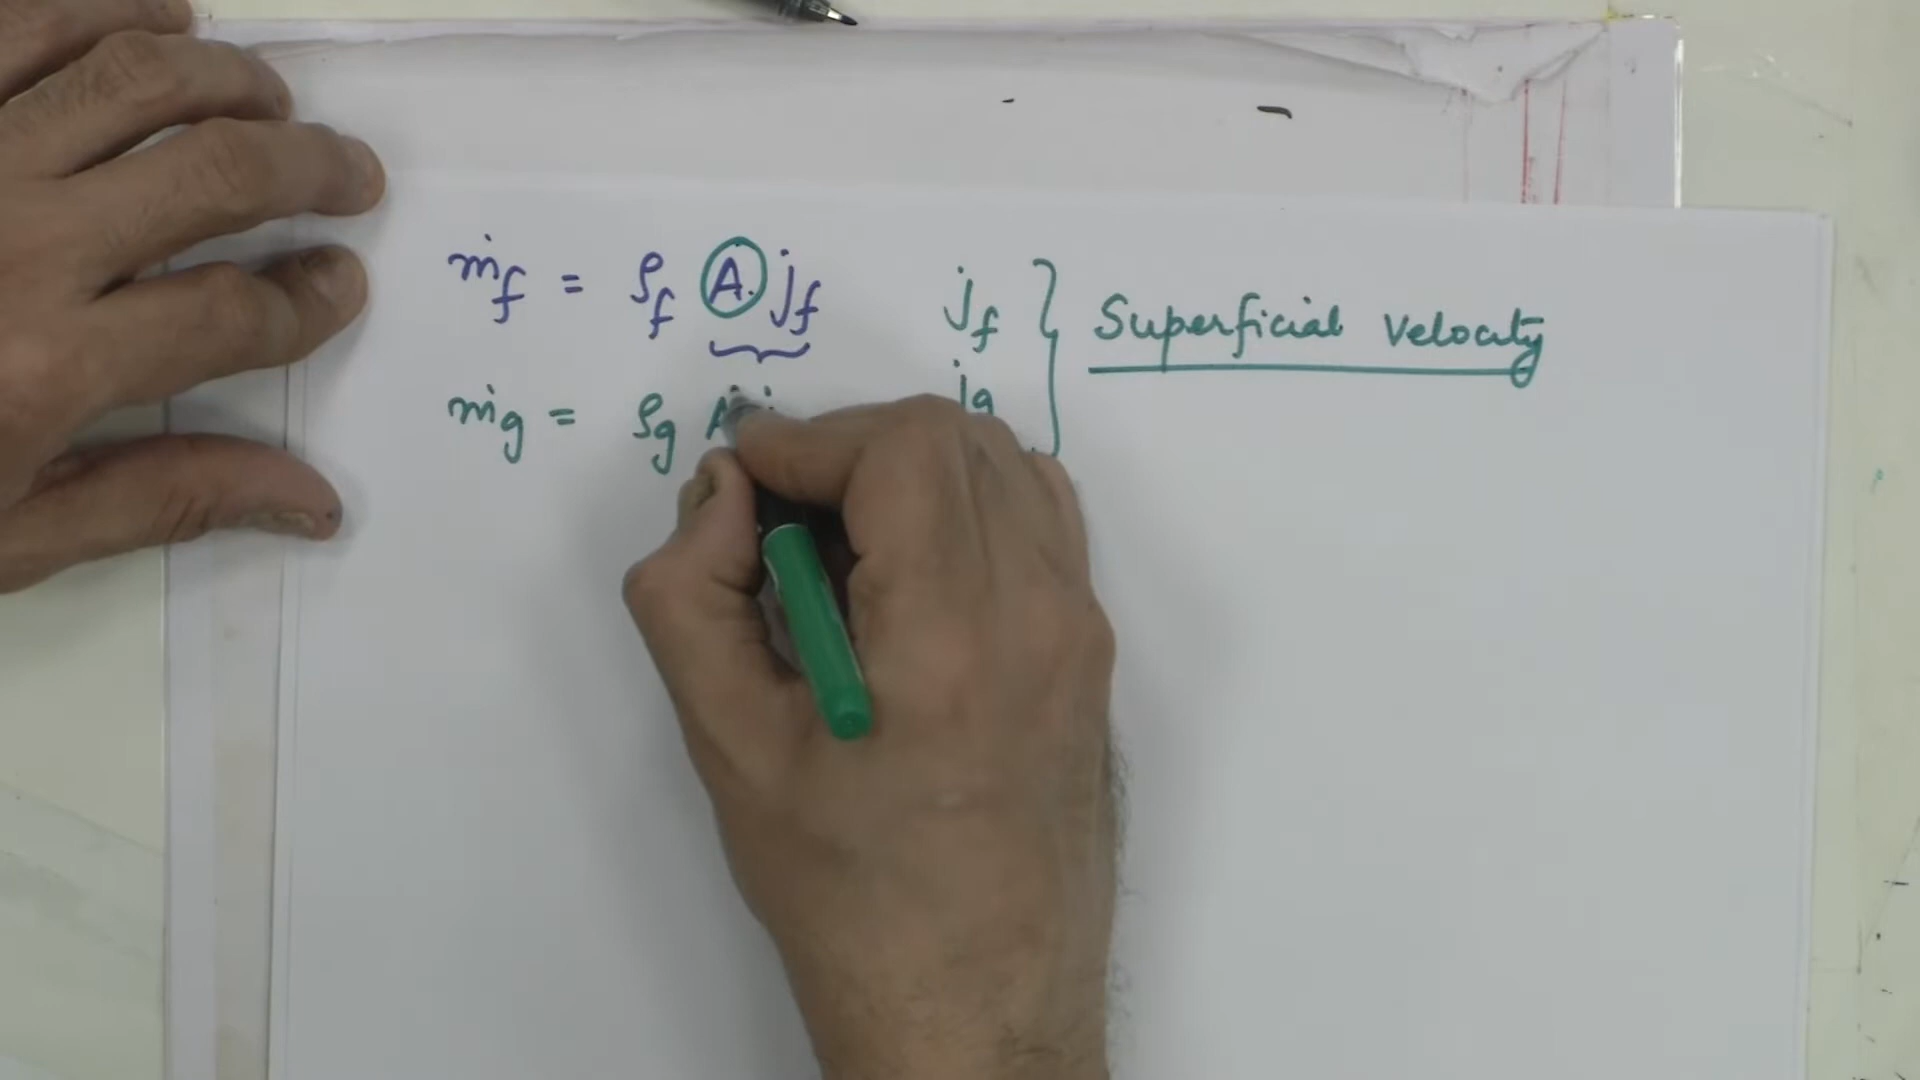 ṁf = ρf A. jf
jf
jg } Superficial Velocity
ṁg = ρg A